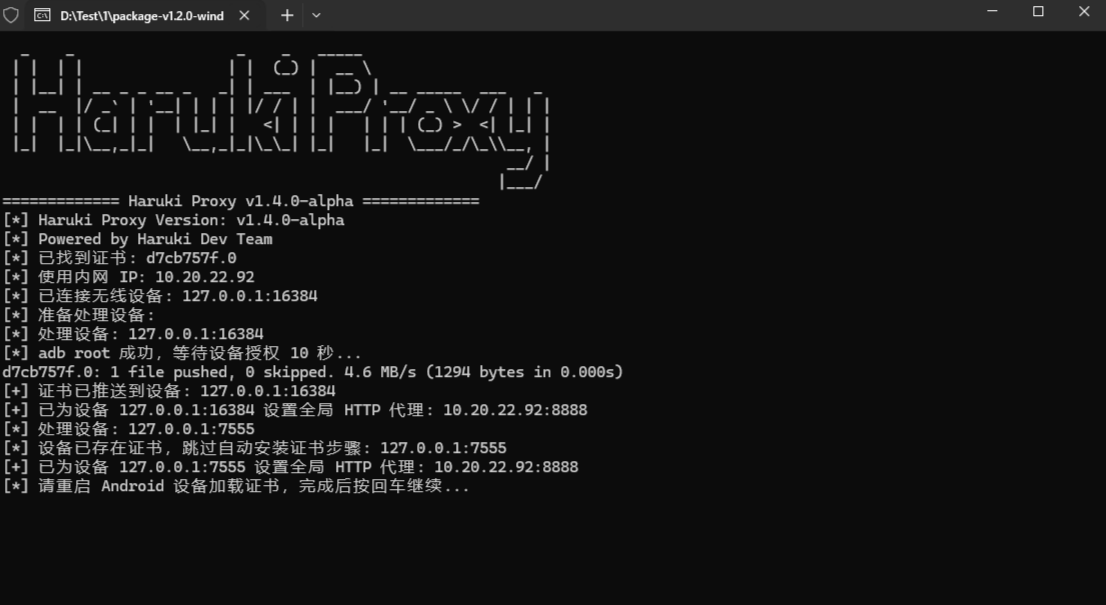 D:\Test\1\package-v1.2.0-wind
HarukiProxy
============= Haruki Proxy v1.4.0-alpha =============
[*] Haruki Proxy Version: v1.4.0-alpha
[*] Powered by Haruki Dev Team
[*] 已找到证书: d7cb757f.0
[*] 使用内网 IP: 10.20.22.92
[*] 已连接无线设备: 127.0.0.1:16384
[*] 准备处理设备:
[*] 处理设备: 127.0.0.1:16384
[*] adb root 成功，等待设备授权 10 秒...
d7cb757f.0: 1 file pushed, 0 skipped. 4.6 MB/s (1294 bytes in 0.000s)
[+] 证书已推送到设备: 127.0.0.1:16384
[+] 已为设备 127.0.0.1:16384 设置全局 HTTP 代理: 10.20.22.92:8888
[*] 处理设备: 127.0.0.1:7555
[*] 设备已存在证书，跳过自动安装证书步骤: 127.0.0.1:7555
[+] 已为设备 127.0.0.1:7555 设置全局 HTTP 代理: 10.20.22.92:8888
[*] 请重启 Android 设备加载证书，完成后按回车继续...